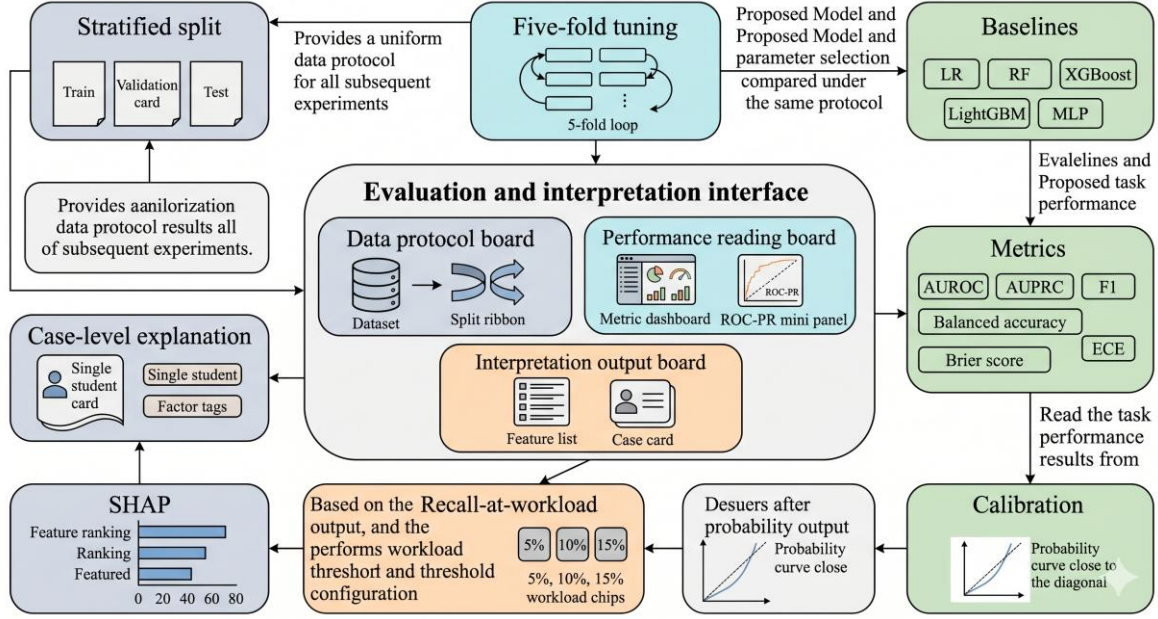 Stratified split
Train
Validation
card
Test
Provides a uniform
data protocol
for all subsequent
experiments
Five-fold tuning
5-fold loop
Proposed Model and
Proposed Model and
parameter selection
compared under
the same protocol
Baselines
LR
RF
XGBoost
LightGBM
MLP
Provides aanilorization
data protocol results all
of subsequent experiments.
Evaluation and interpretation interface
Data protocol board
Dataset
Split ribbon
Performance reading board
Metric dashboard
ROC-PR
ROC-PR mini panel
Interpretation output board
Feature list
Case card
Evalelines and
Proposed task
performance
Metrics
AUROC
AUPRC
F1
Balanced accuracy
Brier score
ECE
Case-level explanation
Single
student
card
Single student
Factor tags
Read the task
performance
results from
SHAP
Feature ranking
Ranking
Featured
0 20 40 60 80
Based on the Recall-at-workload
output, and the
performs workload
threshort and threshold
configuration
5%
10%
15%
5%, 10%, 15%
workload chips
Desuers after
probability output
Probability
curve close
Calibration
Probability
curve close to
the diagonai